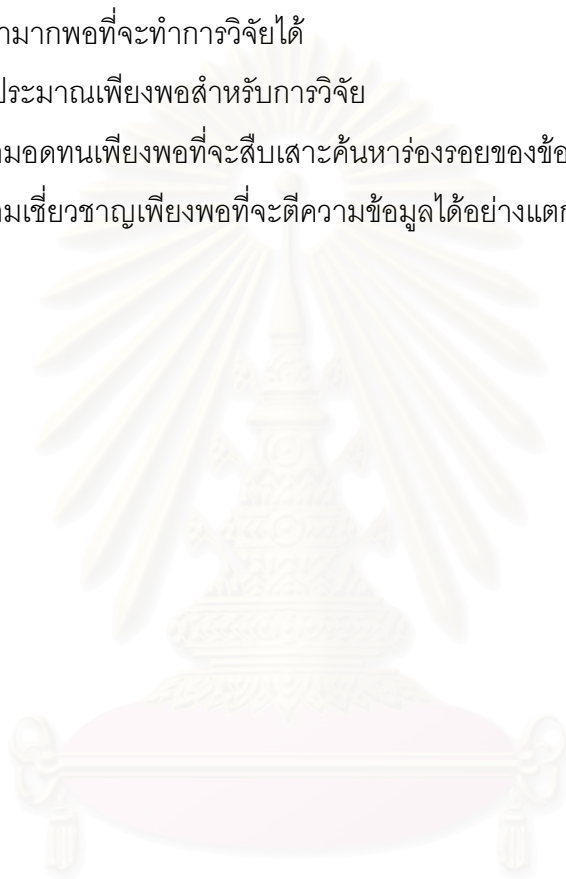 ามากพอที่จะทำการวิจัยได้
ประมาณเพียงพอสำหรับการวิจัย
มอดทนเพียงพอที่จะสืบเสาะค้นหาร่องรอยของข้อ
ามเชี่ยวชาญเพียงพอที่จะตีความข้อมูลได้อย่างแตก